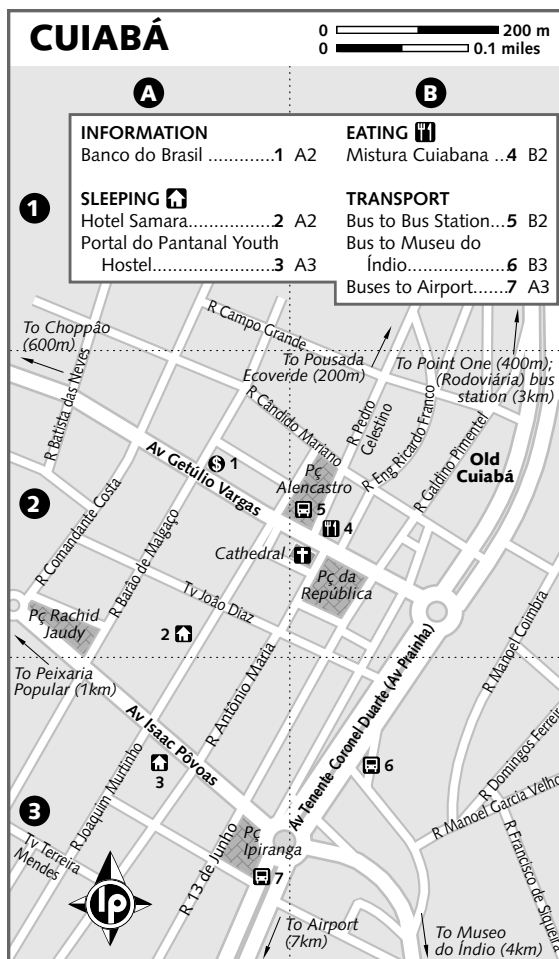 CUIABÁ
0 200 m
0 0.1 miles
A
B
INFORMATION
Banco do Brasil .............1 A2
SLEEPING
Hotel Samara...................2 A2
Portal do Pantanal Youth
Hostel.........................3 A3
EATING
Mistura Cuiabana ...4 B2
TRANSPORT
Bus to Bus Station...5 B2
Bus to Museu do
Índio.....................6 B3
Buses to Airport.......7 A3
1
To Choppão
(600m)
R Campo Grande
To Pousada
Ecoverde (200m)
To Point One (400m);
(Rodoviária) bus
station (3km)
R Batista das Neves
R Cândido Mariano
R Pedro
Celestino
R Eng Ricardo Franco
R Galdino Pimentel
Old
Cuiabá
Av Getúlio Vargas
1
Pç
Alencastro
5
4
2
R Comandante Costa
R Barão de Malgaço
Cathedral
Pç da
República
Tv João Diaz
Pç Rachid
Jaudy
2
To Peixaria
Popular (1km)
R Antônio Maria
Av Tenente Coronel Duarte (Av Prainha)
R Manoel Coimbra
Av Isaac Póvoas
R Joaquim Murtinho
3
6
R Domingos Ferreira
R Manoel Garcia Velho
R Francisco de Siqueira
3
Tv Terreira
Mendes
R 13 de Junho
Pç
Ipiranga
7
lp
To Airport
(7km)
To Museo
do Índio (4km)